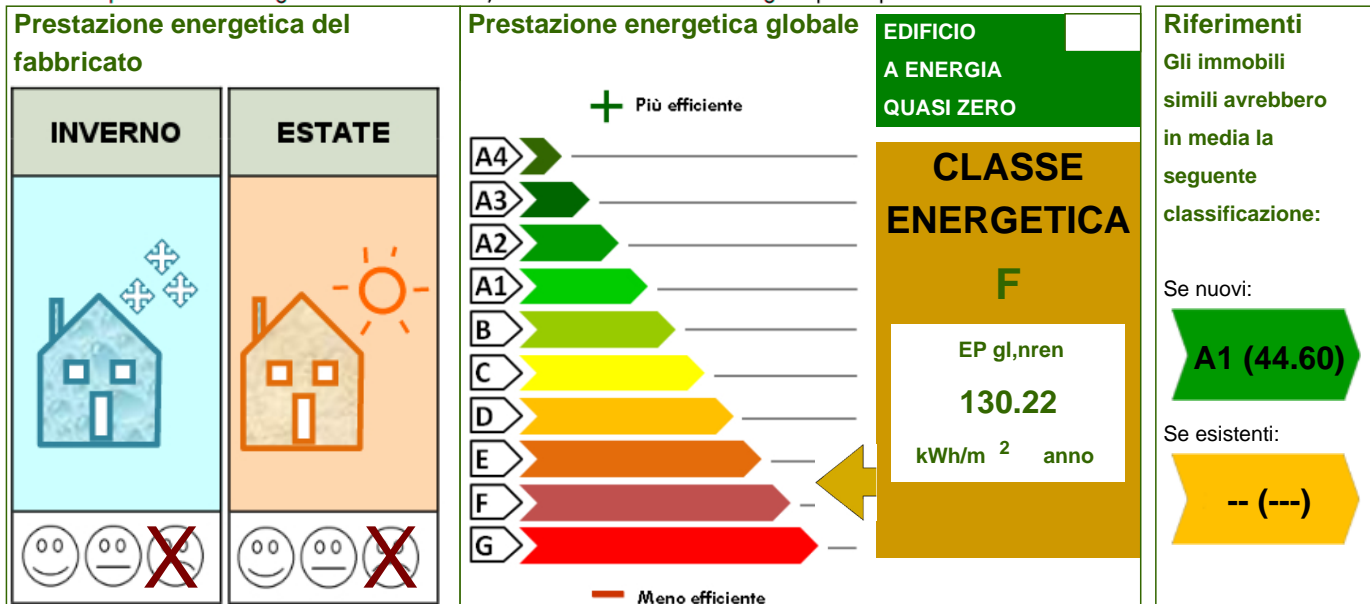 Prestazione energetica del
fabbricato
INVERNO
ESTATE
Prestazione energetica globale
Più efficiente
A4
A3
A2
A1
B
C
D
E
F
G
Meno efficiente
EDIFICIO
A ENERGIA
QUASI ZERO
CLASSE
ENERGETICA
F
EP gl,nren
130.22
kWh/m 2 anno
Riferimenti
Gli immobili
simili avrebbero
in media la
seguente
classificazione:
Se nuovi:
A1 (44.60)
Se esistenti:
-- (---)